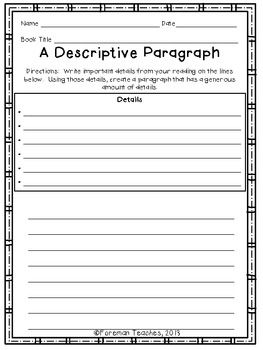 Name Date
Book Title
A Descriptive Paragraph
Directions: Write important details from your reading on the lines
below. Using those details, create a paragraph that has a generous
amount of details.
Details
©Foreman Teaches, 2013